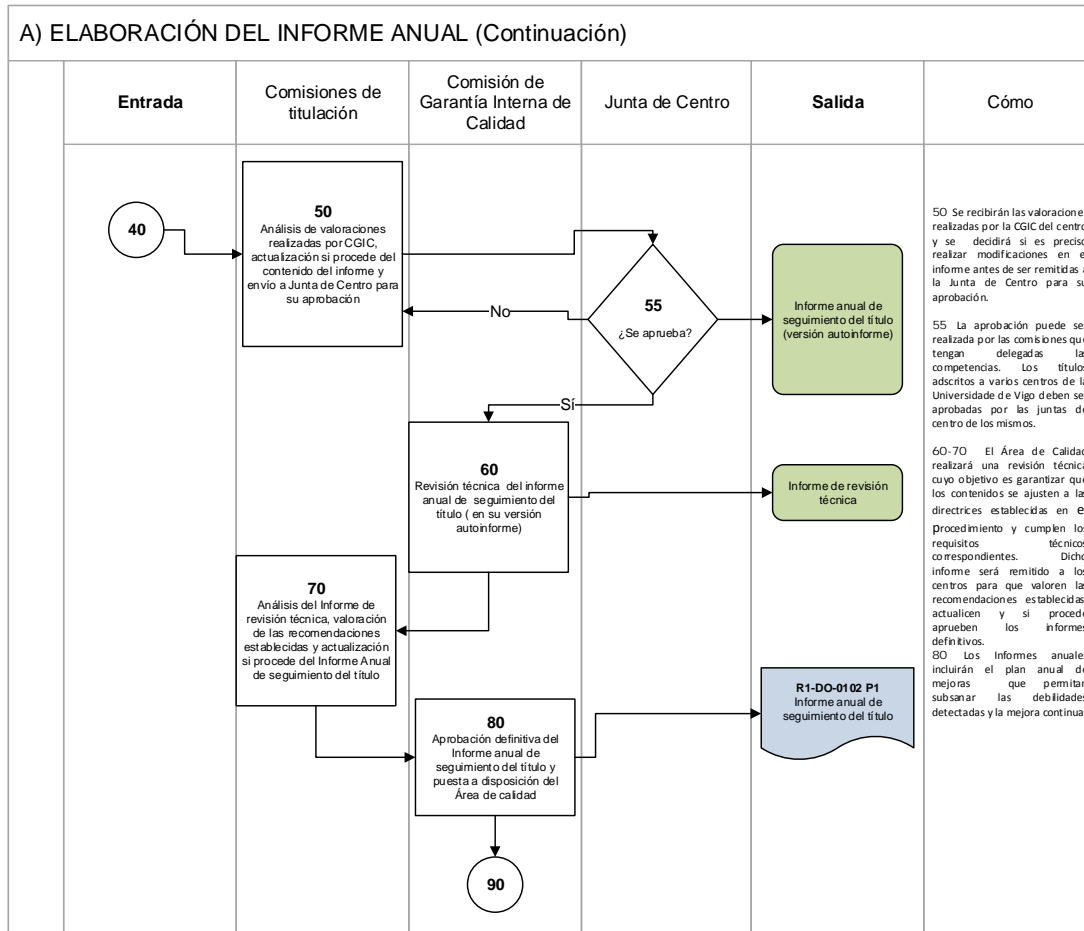 A) ELABORACIÓN DEL INFORME ANUAL (Continuación)
Entrada
Comisiones de
titulación
Comisión de
Garantía Interna de
Calidad
Junta de Centro
Salida
Cómo
40
50
Análisis de valoraciones
realizadas por CGIC,
actualización si procede del
contenido del informe y
envío a Junta de Centro para
su aprobación
55
¿Se aprueba?
No
Sí
Informe anual de
seguimiento del título
(versión autoinforme)
60
Revisión técnica del informe
anual de seguimiento del
título ( en su versión
autoinforme)
Informe de revisión
técnica
70
Análisis del Informe de
revisión técnica, valoración
de las recomendaciones
establecidas y actualización
si procede del Informe Anual
de seguimiento del título
80
Aprobación definitiva del
Informe anual de
seguimiento del título y
puesta a disposición del
Área de calidad
R1-DO-0102 P1
Informe anual de
seguimiento del título
90
50 Se recibirán las valoracione
realizadas por la CGIC del centro
y se decidirá si es preciso
realizar modificaciones en e
informe antes de ser remitidas a
la Junta de Centro para su
aprobación.
55 La aprobación puede se
realizada por las comisiones que
tengan delegadas la
competencias. Los títulos
adscritos a varios centros de la
Universidade de Vigo deben se
aprobadas por las juntas de
centro de los mismos.
60-70 El Área de Calidad
realizará una revisión técnica
cuyo objetivo es garantizar que
los contenidos se ajusten a las
directrices establecidas en e
procedimiento y cumplen los
requisitos técnicos
correspondientes. Dicho
informe será remitido a los
centros para que valoren las
recomendaciones establecidas
actualicen y si procede
aprueben los informes
definitivos.
80 Los Informes anuales
incluirán el plan anual de
mejoras que permitan
subsanar las debilidades
detectadas y la mejora continua